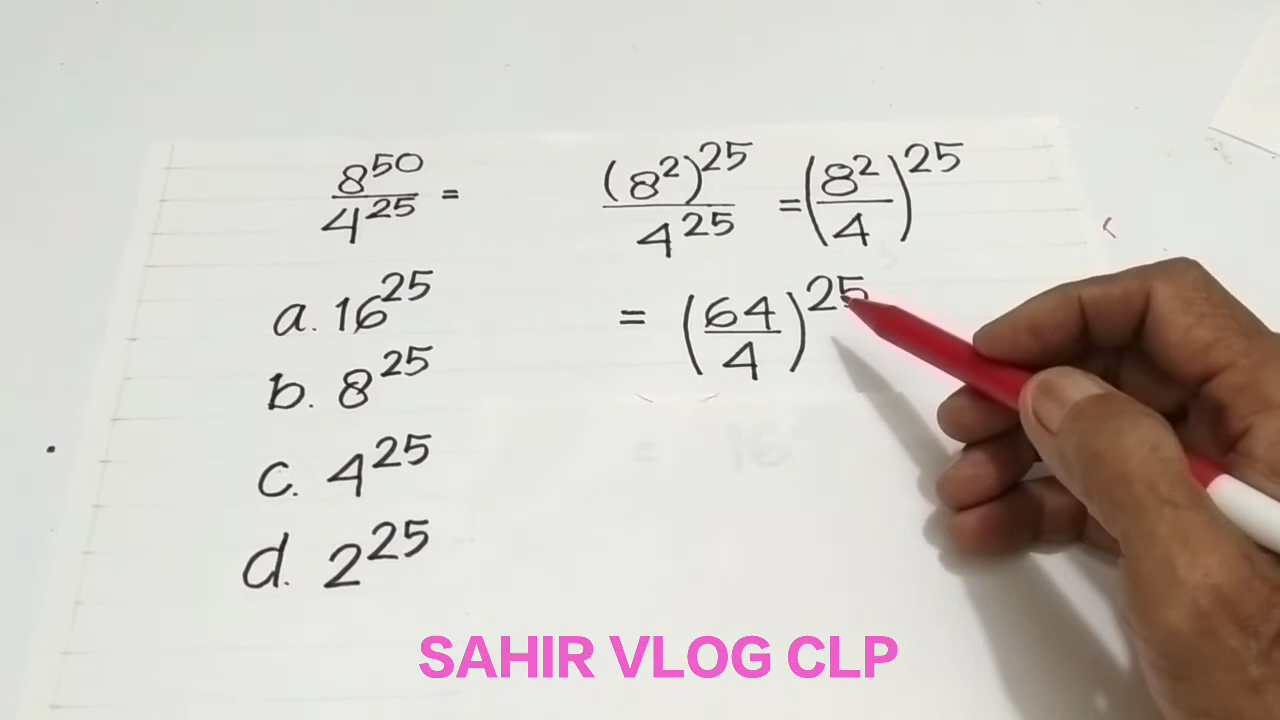 8^50/4^25 =
a. 16^25
b. 8^25
c. 4^25
d. 2^25
(8^2)^25/4^25 = (8^2/4)^25
= (64/4)^25
= 16
SAHIR VLOG CLP